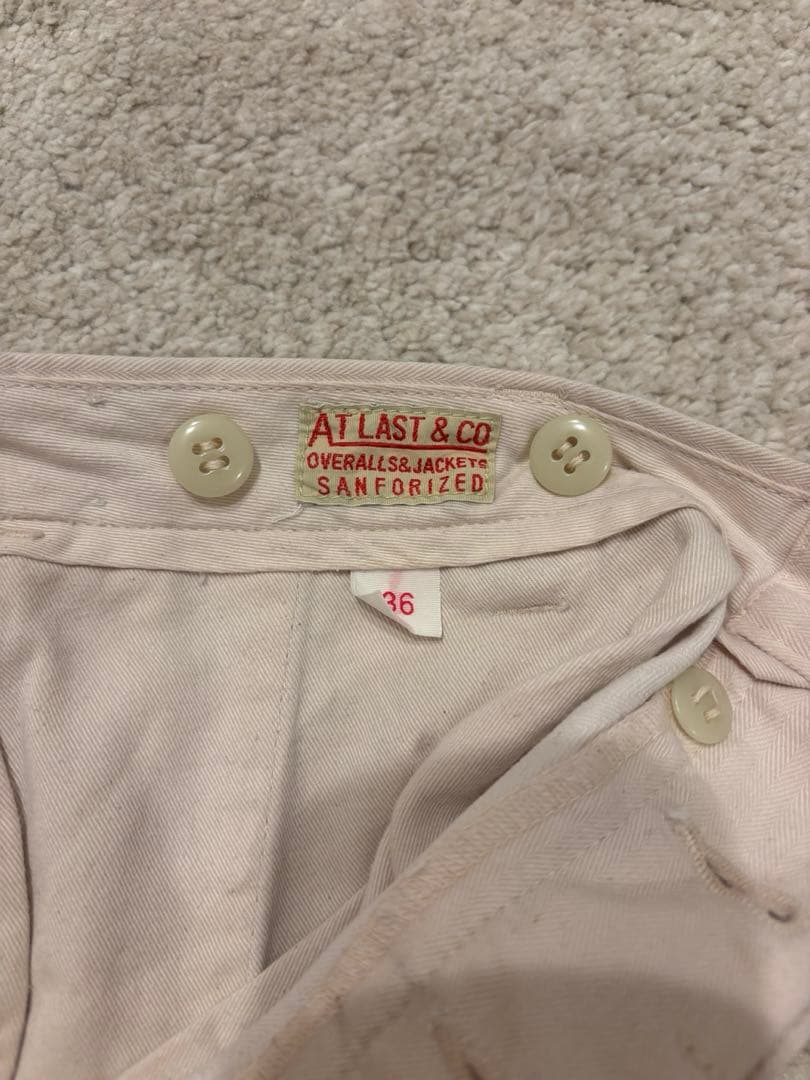 AT LAST & CO
OVERALLS&JACKETS
SANFORIZED
36